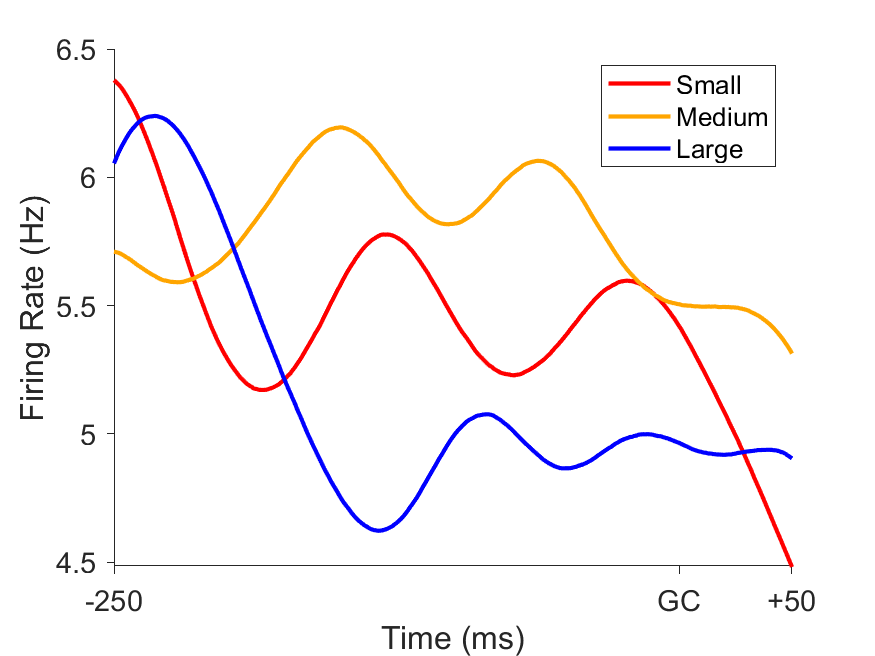 6.5
6
5.5
5
4.5
Firing Rate (Hz)
Small
Medium
Large
-250
GC
+50
Time (ms)